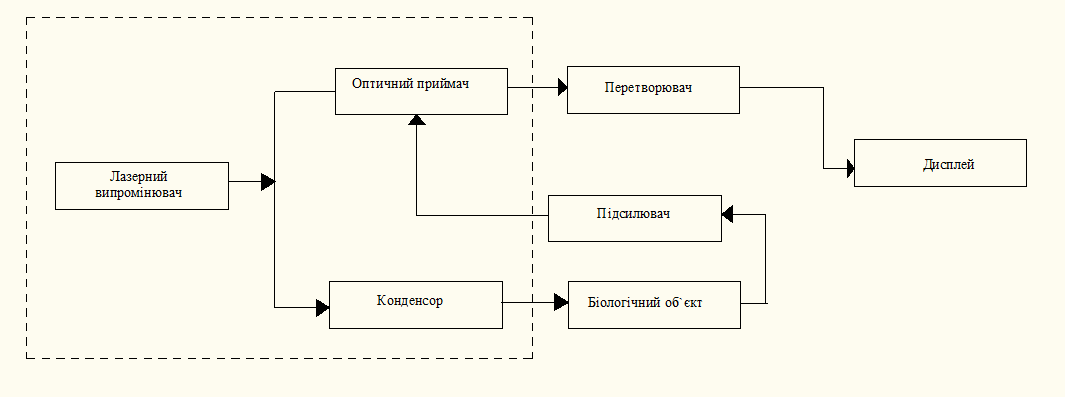 Оптичний приймач
Перетворювач
Лазерний
випромінювач
Дисплей
Підсилювач
Конденсор
Біологічний об`єкт